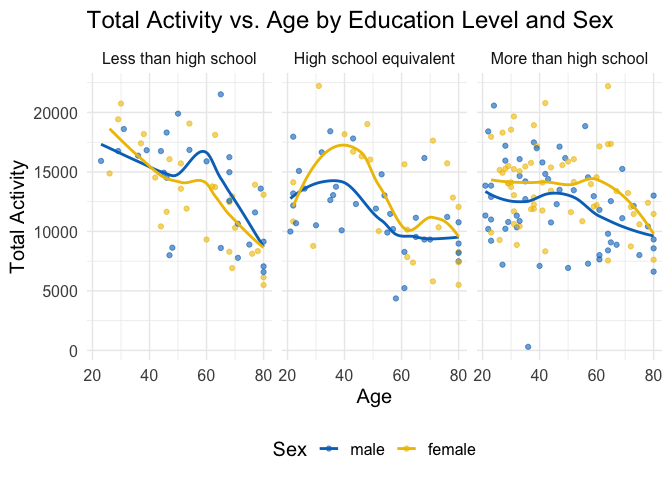 Total Activity vs. Age by Education Level and Sex
Less than high school
High school equivalent
More than high school
Total Activity
20000
15000
10000
5000
0
20 40 60 80
20 40 60 80
20 40 60 80
Age
Sex male female